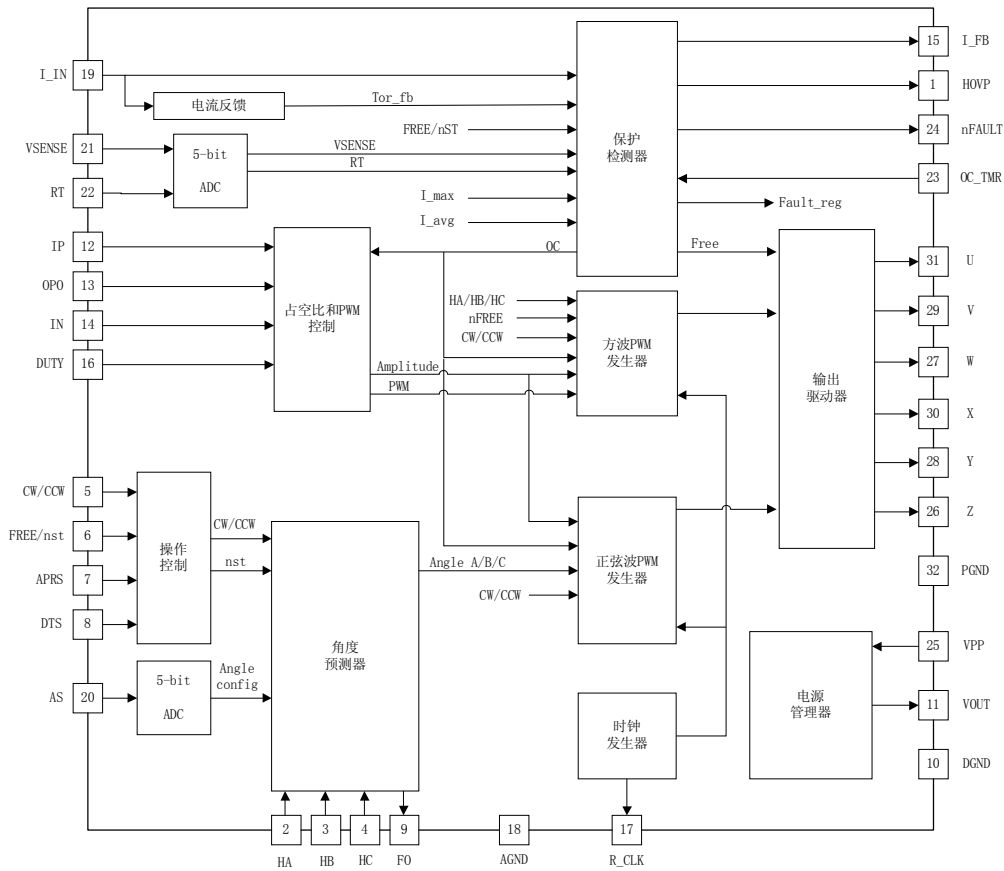 I_IN
19
电流反馈
Tor_fb
FREE/nST
VSENSE
21
5-bit
ADC
VSENSE
RT
RT
22
I_max
I_avg
保护
检测器
15
I_FB
1
HOVP
24
nFAULT
23
OC_TMR
Fault_reg
IP
12
OPO
13
IN
14
DUTY
16
占空比和PWM
控制
OC
Free
HA/HB/HC
nFREE
CW/CCW
Amplitude
PWM
方波PWM
发生器
输出
驱动器
31
U
29
V
27
W
30
X
28
Y
26
Z
32
PGND
CW/CCW
5
FREE/nst
6
APRS
7
DTS
8
操作
控制
CW/CCW
nst
AS
20
5-bit
ADC
Angle
config
角度
预测器
Angle A/B/C
CW/CCW
正弦波PWM
发生器
时钟
发生器
电源
管理器
25
VPP
11
VOUT
10
DGND
2
3
4
9
18
17
HA
HB
HC
FO
AGND
R_CLK